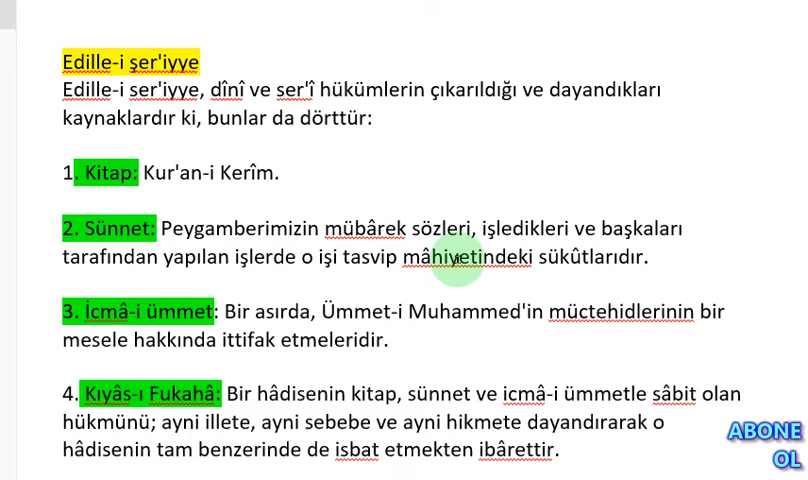 Edille-i şer'iyye
Edille-i ser'iyye, dînî ve ser'î hükümlerin çıkarıldığı ve dayandıkları
kaynaklardır ki, bunlar da dörttür:
1. Kitap: Kur'an-i Kerîm.
2. Sünnet: Peygamberimizin mübârek sözleri, işledikleri ve başkaları
tarafından yapılan işlerde o işi tasvip mâhiyetindeki sükûtlarıdır.
3. İcmâ-i ümmet: Bir asırda, Ümmet-i Muhammed'in müctehidlerinin bir
mesele hakkında ittifak etmeleridir.
4. Kıyâs-ı Fukahâ: Bir hâdisenin kitap, sünnet ve icmâ-i ümmetle sâbit olan
hükmünü; ayni illete, ayni sebebe ve ayni hikmete dayandırarak o
hâdisenin tam benzerinde de isbat etmekten ibârettir.
ABONE
OL